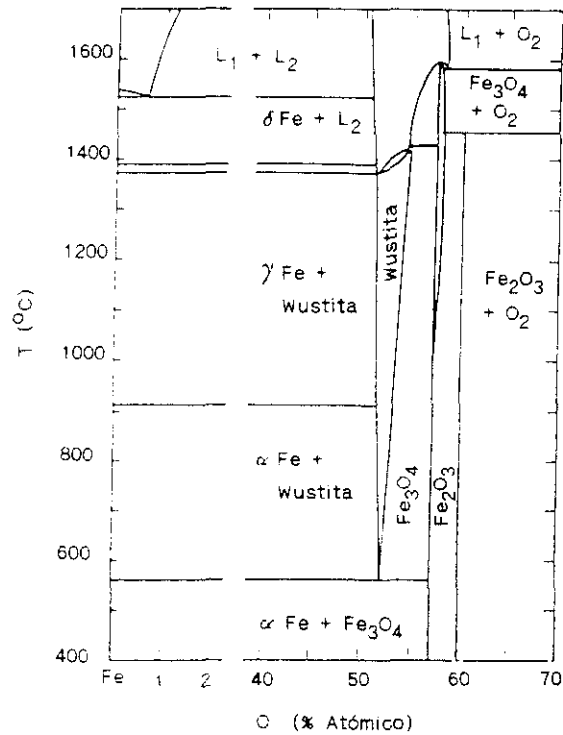 1600
1400
1200
1000
800
600
400
T (°C)
L₁ + L₂
L₁ + O₂
Fe₃O₄
+ O₂
δ Fe + L₂
Wustita
γ Fe +
Wustita
Fe₂O₃
+ O₂
α Fe +
Wustita
Fe₃O₄
Fe₂O₃
α Fe + Fe₃O₄
Fe 1 2 40 50 60 70
O (% Atómico)